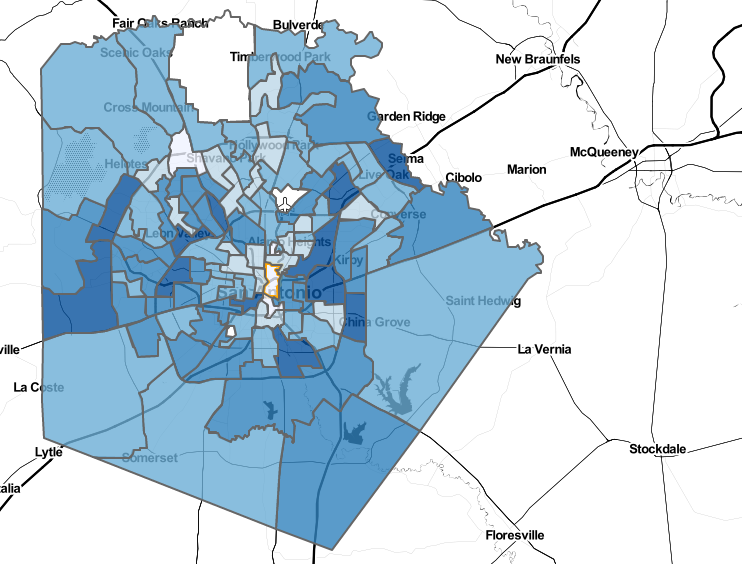 Fair Oaks Ranch
Bulverde
Scenic Oaks
Timberwood Park
New Braunfels
Cross Mountain
Garden Ridge
Hollywood Park
McQueeney
Helotes
Shavano Park
Selma
Marion
Live Oak
Cibolo
Converse
Leon Valley
Alamo Heights
Kirby
San Antonio
Saint Hedwig
China Grove
ville
La Vernia
La Coste
Lytle
Somerset
Stockdale
talia
Floresville